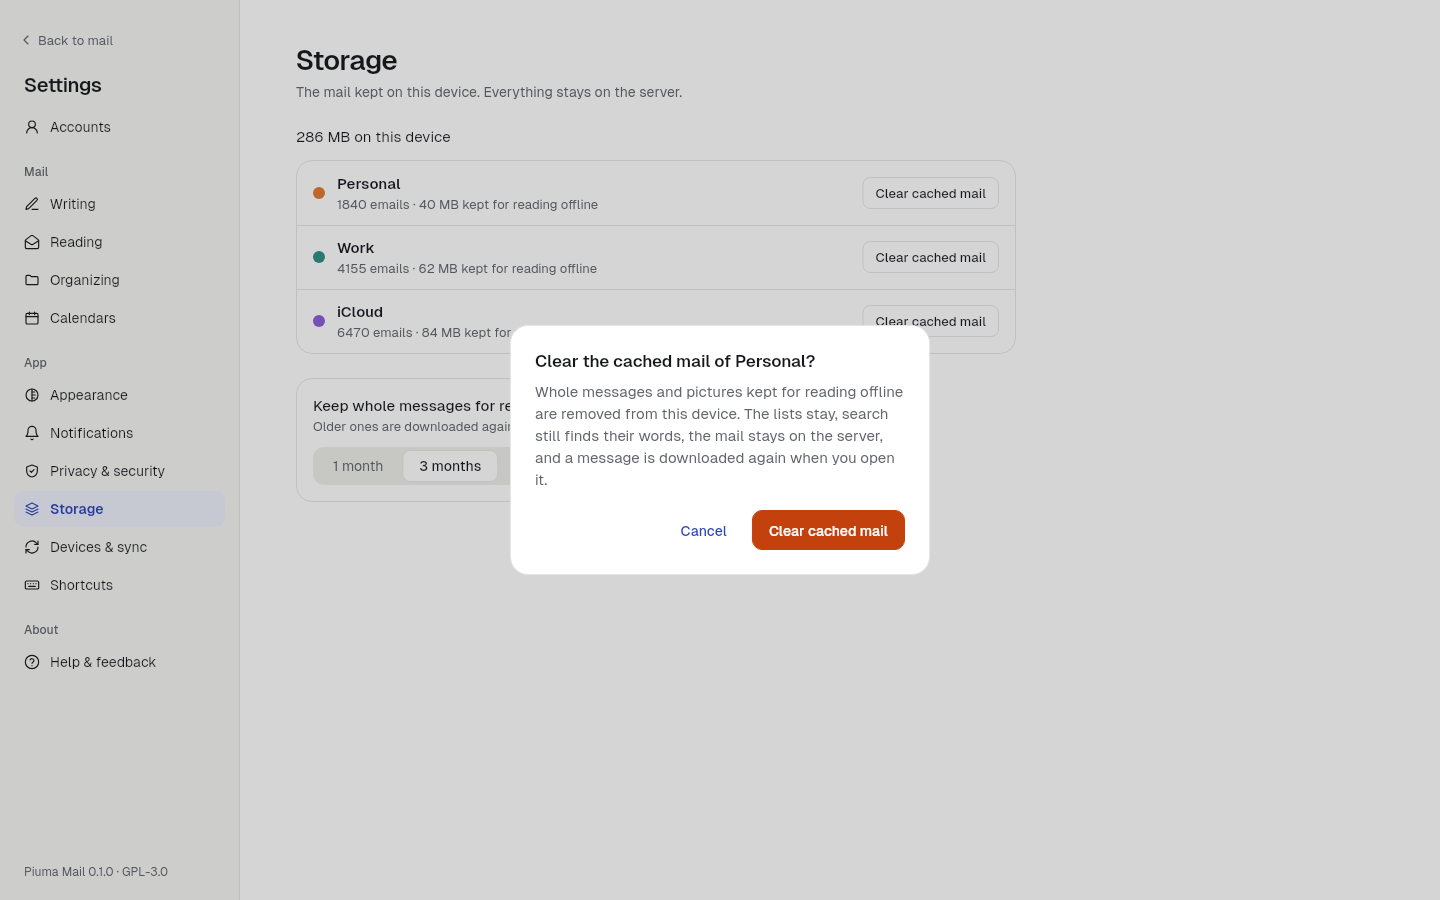 Back to mail
Settings
Accounts
Mail
Writing
Reading
Organizing
Calendars
App
Appearance
Notifications
Privacy & security
Storage
Devices & sync
Shortcuts
About
Help & feedback
Piuma Mail 0.1.0 · GPL-3.0
Storage
The mail kept on this device. Everything stays on the server.
286 MB on this device
Personal
1840 emails · 40 MB kept for reading offline
Clear cached mail
Work
4155 emails · 62 MB kept for reading offline
Clear cached mail
iCloud
6470 emails · 84 MB kept for
Clear cached mail
Keep whole messages for re
Older ones are downloaded again
1 month
3 months
Clear the cached mail of Personal?
Whole messages and pictures kept for reading offline
are removed from this device. The lists stay, search
still finds their words, the mail stays on the server,
and a message is downloaded again when you open
it.
Cancel
Clear cached mail